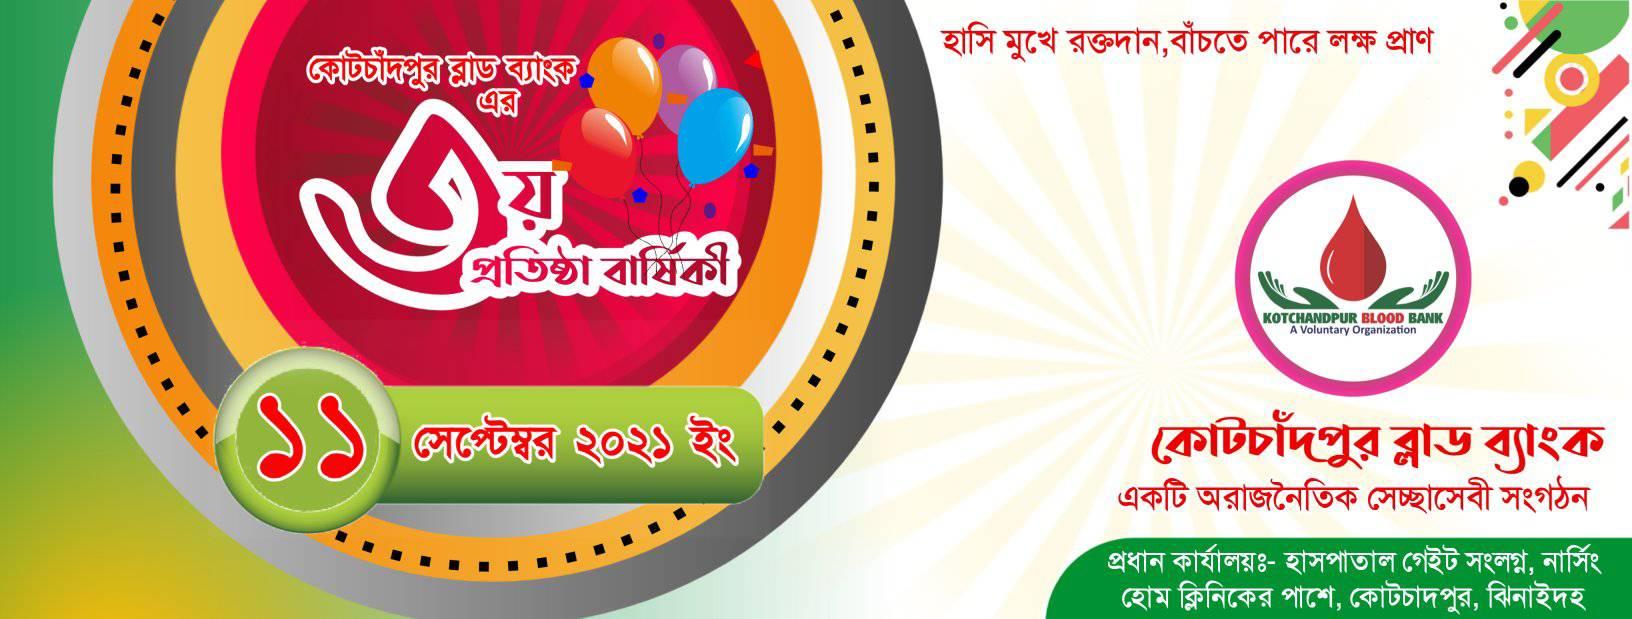 কোটচাঁদপুর ব্লাড ব্যাংক
এর
৩য়
প্রতিষ্ঠা বার্ষিকী
১১ সেপ্টেম্বর ২০২১ ইং
হাসি মুখে রক্তদান,বাঁচতে পারে লক্ষ প্রাণ
KOTCHANDPUR BLOOD BANK
A Voluntary Organization
কোটচাঁদপুর ব্লাড ব্যাংক
একটি অরাজনৈতিক সেচ্ছাসেবী সংগঠন
প্রধান কার্যালয়ঃ- হাসপাতাল গেইট সংলগ্ন, নার্সিং
হোম ক্লিনিকের পাশে, কোটচাদপুর, ঝিনাইদহ